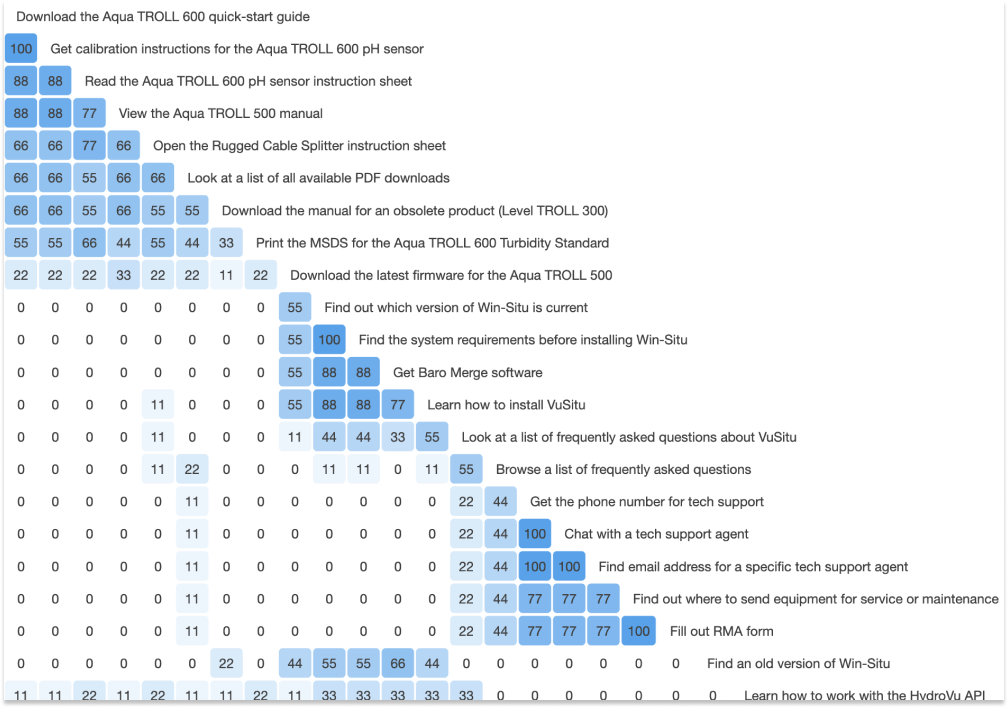 Download the Aqua TROLL 600 quick-start guide
100 Get calibration instructions for the Aqua TROLL 600 pH sensor
88 88 Read the Aqua TROLL 600 pH sensor instruction sheet
88 88 77 View the Aqua TROLL 500 manual
66 66 77 66 Open the Rugged Cable Splitter instruction sheet
66 66 55 66 66 Look at a list of all available PDF downloads
66 66 55 66 55 55 Download the manual for an obsolete product (Level TROLL 300)
55 55 66 44 55 44 33 Print the MSDS for the Aqua TROLL 600 Turbidity Standard
22 22 22 33 22 22 11 22 Download the latest firmware for the Aqua TROLL 500
0 0 0 0 0 0 0 0 55 Find out which version of Win-Situ is current
0 0 0 0 0 0 0 0 55 100 Find the system requirements before installing Win-Situ
0 0 0 0 0 0 0 0 55 88 88 Get Baro Merge software
0 0 0 0 11 0 0 0 55 88 88 77 Learn how to install VuSitu
0 0 0 0 11 0 0 0 11 44 44 33 55 Look at a list of frequently asked questions about VuSitu
0 0 0 0 11 22 0 0 0 11 11 0 11 55 Browse a list of frequently asked questions
0 0 0 0 0 11 0 0 0 0 0 0 0 22 44 Get the phone number for tech support
0 0 0 0 0 11 0 0 0 0 0 0 0 22 44 100 Chat with a tech support agent
0 0 0 0 0 11 0 0 0 0 0 0 0 22 44 100 100 Find email address for a specific tech support agent
0 0 0 0 0 11 0 0 0 0 0 0 0 22 44 77 77 77 Find out where to send equipment for service or maintenance
0 0 0 0 0 11 0 0 0 0 0 0 0 22 44 77 77 77 100 Fill out RMA form
0 0 0 0 0 0 22 0 44 55 55 66 44 0 0 0 0 0 0 0 Find an old version of Win-Situ
11 11 22 11 22 11 11 22 11 33 33 33 33 33 0 0 0 0 0 0 0 Learn how to work with the HydroVu API